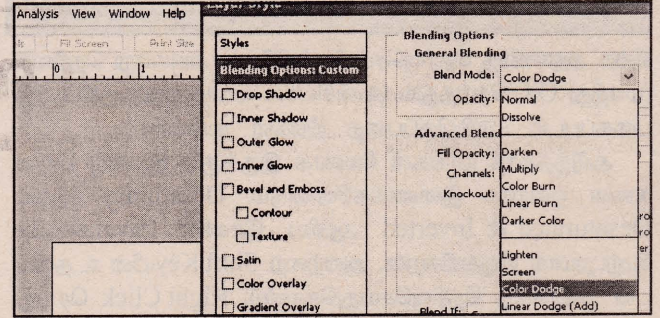 Analysis View Window Help
Fit Screen
Print Size
0
1
Styles
Blending Options: Custom
Drop Shadow
Inner Shadow
Outer Glow
Inner Glow
Bevel and Emboss
Contour
Texture
Satin
Color Overlay
Gradient Overlay
Blending Options
General Blending
Blend Mode: Color Dodge
Opacity:
Advanced Blend
Fill Opacity:
Channels:
Knockout:
Blend If:
Normal
Dissolve
Darken
Multiply
Color Burn
Linear Burn
Darker Color
Lighten
Screen
Color Dodge
Linear Dodge (Add)